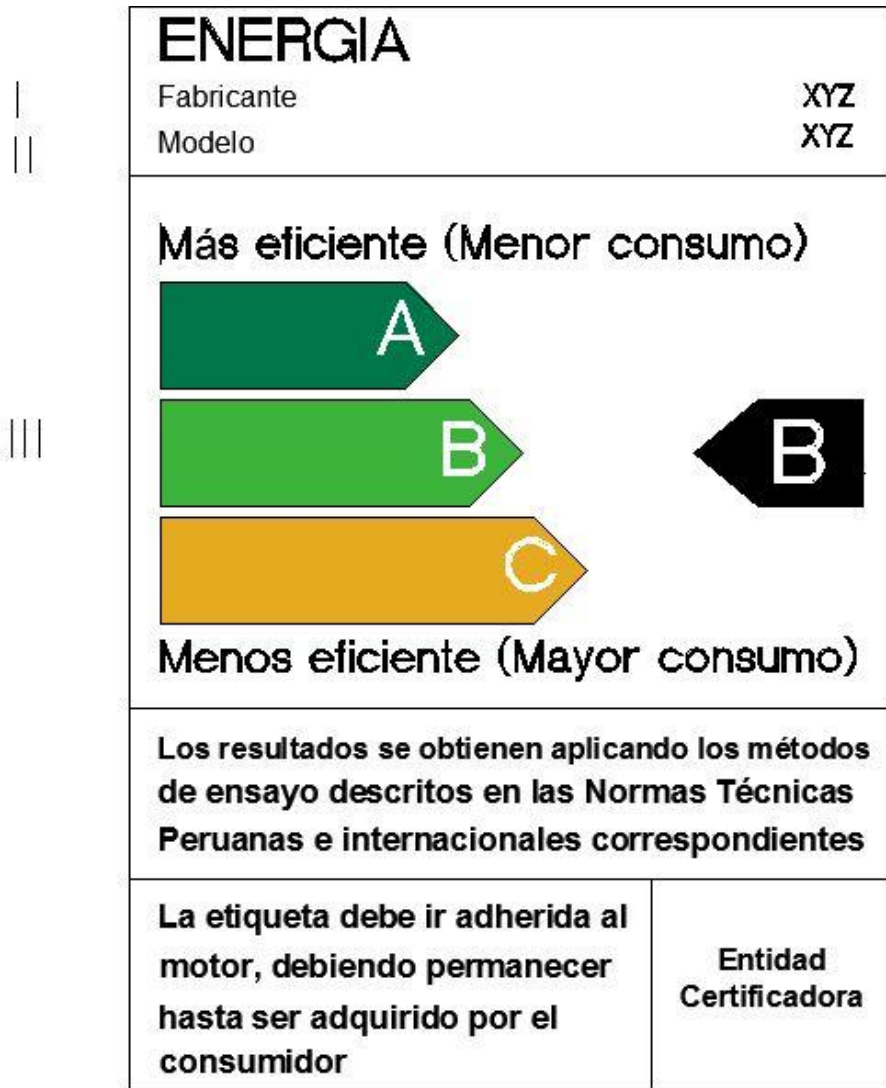 ENERGIA
| Fabricante XYZ
|| Modelo XYZ
Más eficiente (Menor consumo)
A
||| B B
C
Menos eficiente (Mayor consumo)
Los resultados se obtienen aplicando los métodos
de ensayo descritos en las Normas Técnicas
Peruanas e internacionales correspondientes
La etiqueta debe ir adherida al
motor, debiendo permanecer
hasta ser adquirido por el
consumidor
Entidad
Certificadora